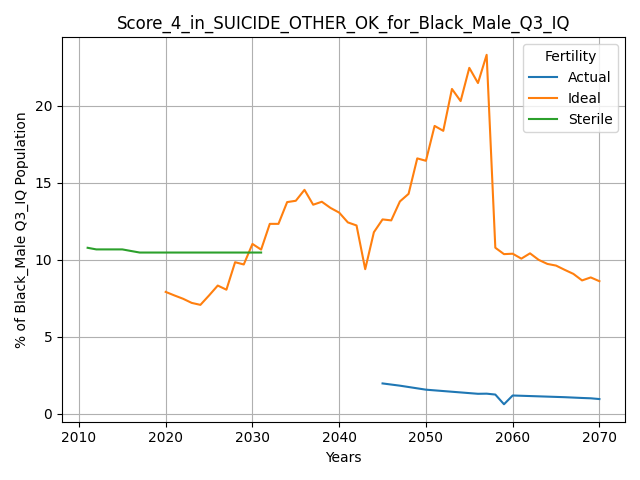 Score_4_in_SUICIDE_OTHER_OK_for_Black_Male_Q3_IQ
% of Black_Male Q3_IQ Population
20
15
10
5
0
Fertility
Actual
Ideal
Sterile
2010 2020 2030 2040 2050 2060 2070
Years